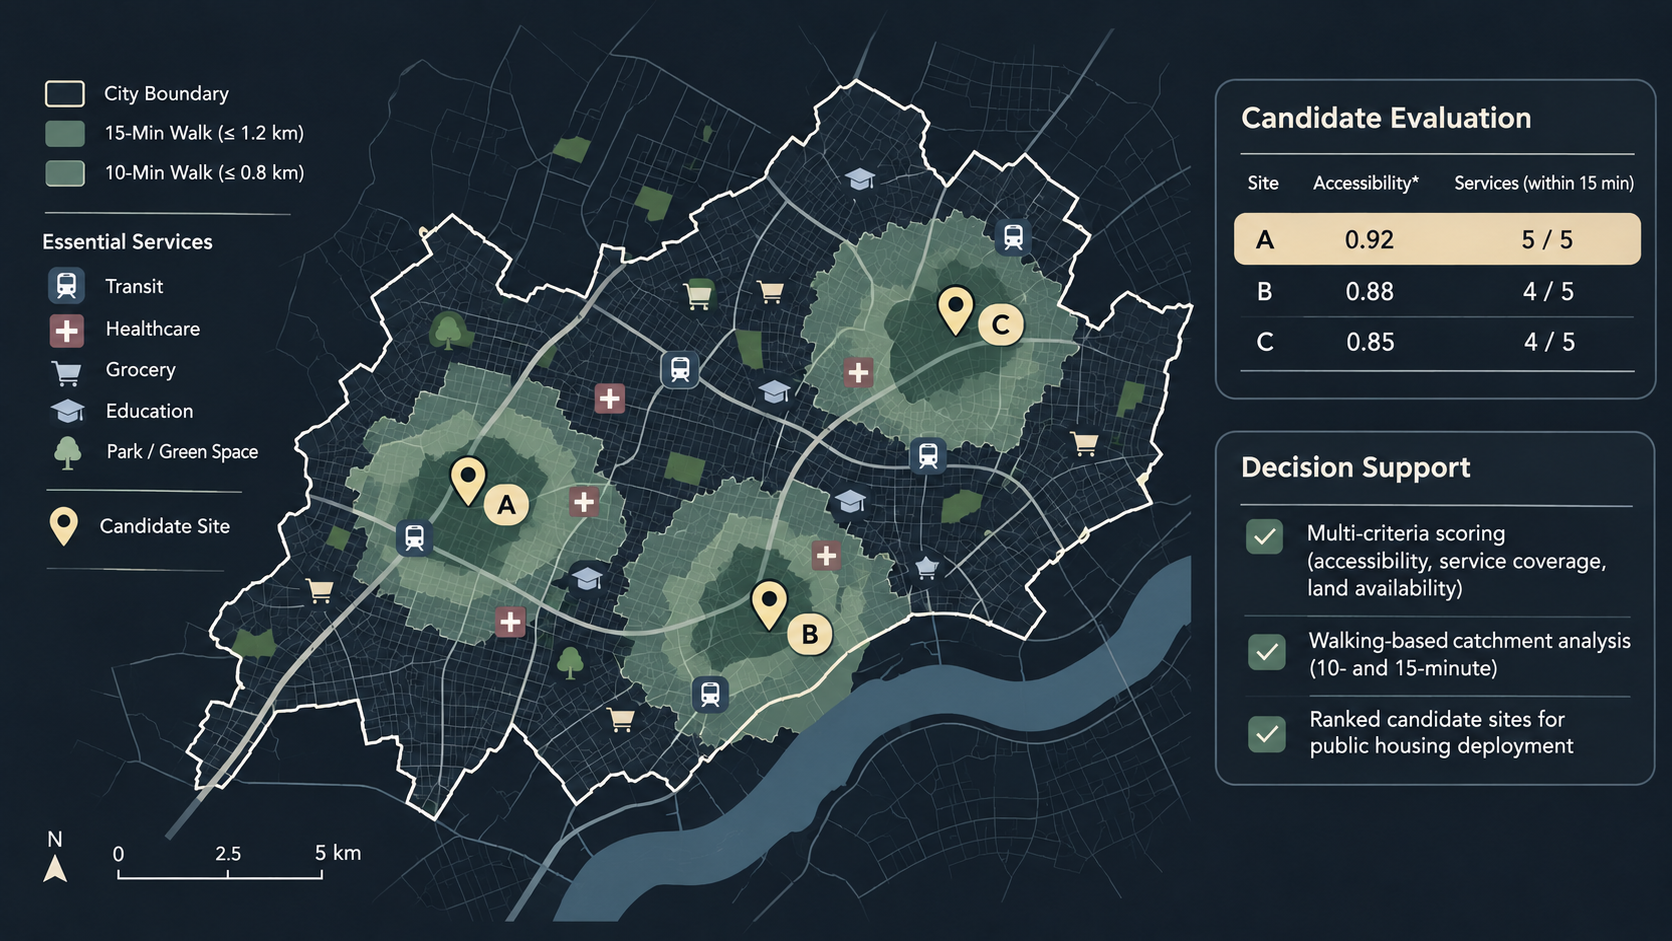 City Boundary
15-Min Walk (≤ 1.2 km)
10-Min Walk (≤ 0.8 km)
Essential Services
Transit
Healthcare
Grocery
Education
Park / Green Space
Candidate Site
N
0 2.5 5 km
A
B
C
Candidate Evaluation
Site Accessibility* Services (within 15 min)
A 0.92 5 / 5
B 0.88 4 / 5
C 0.85 4 / 5
Decision Support
Multi-criteria scoring
(accessibility, service coverage,
land availability)
Walking-based catchment analysis
(10- and 15-minute)
Ranked candidate sites for
public housing deployment